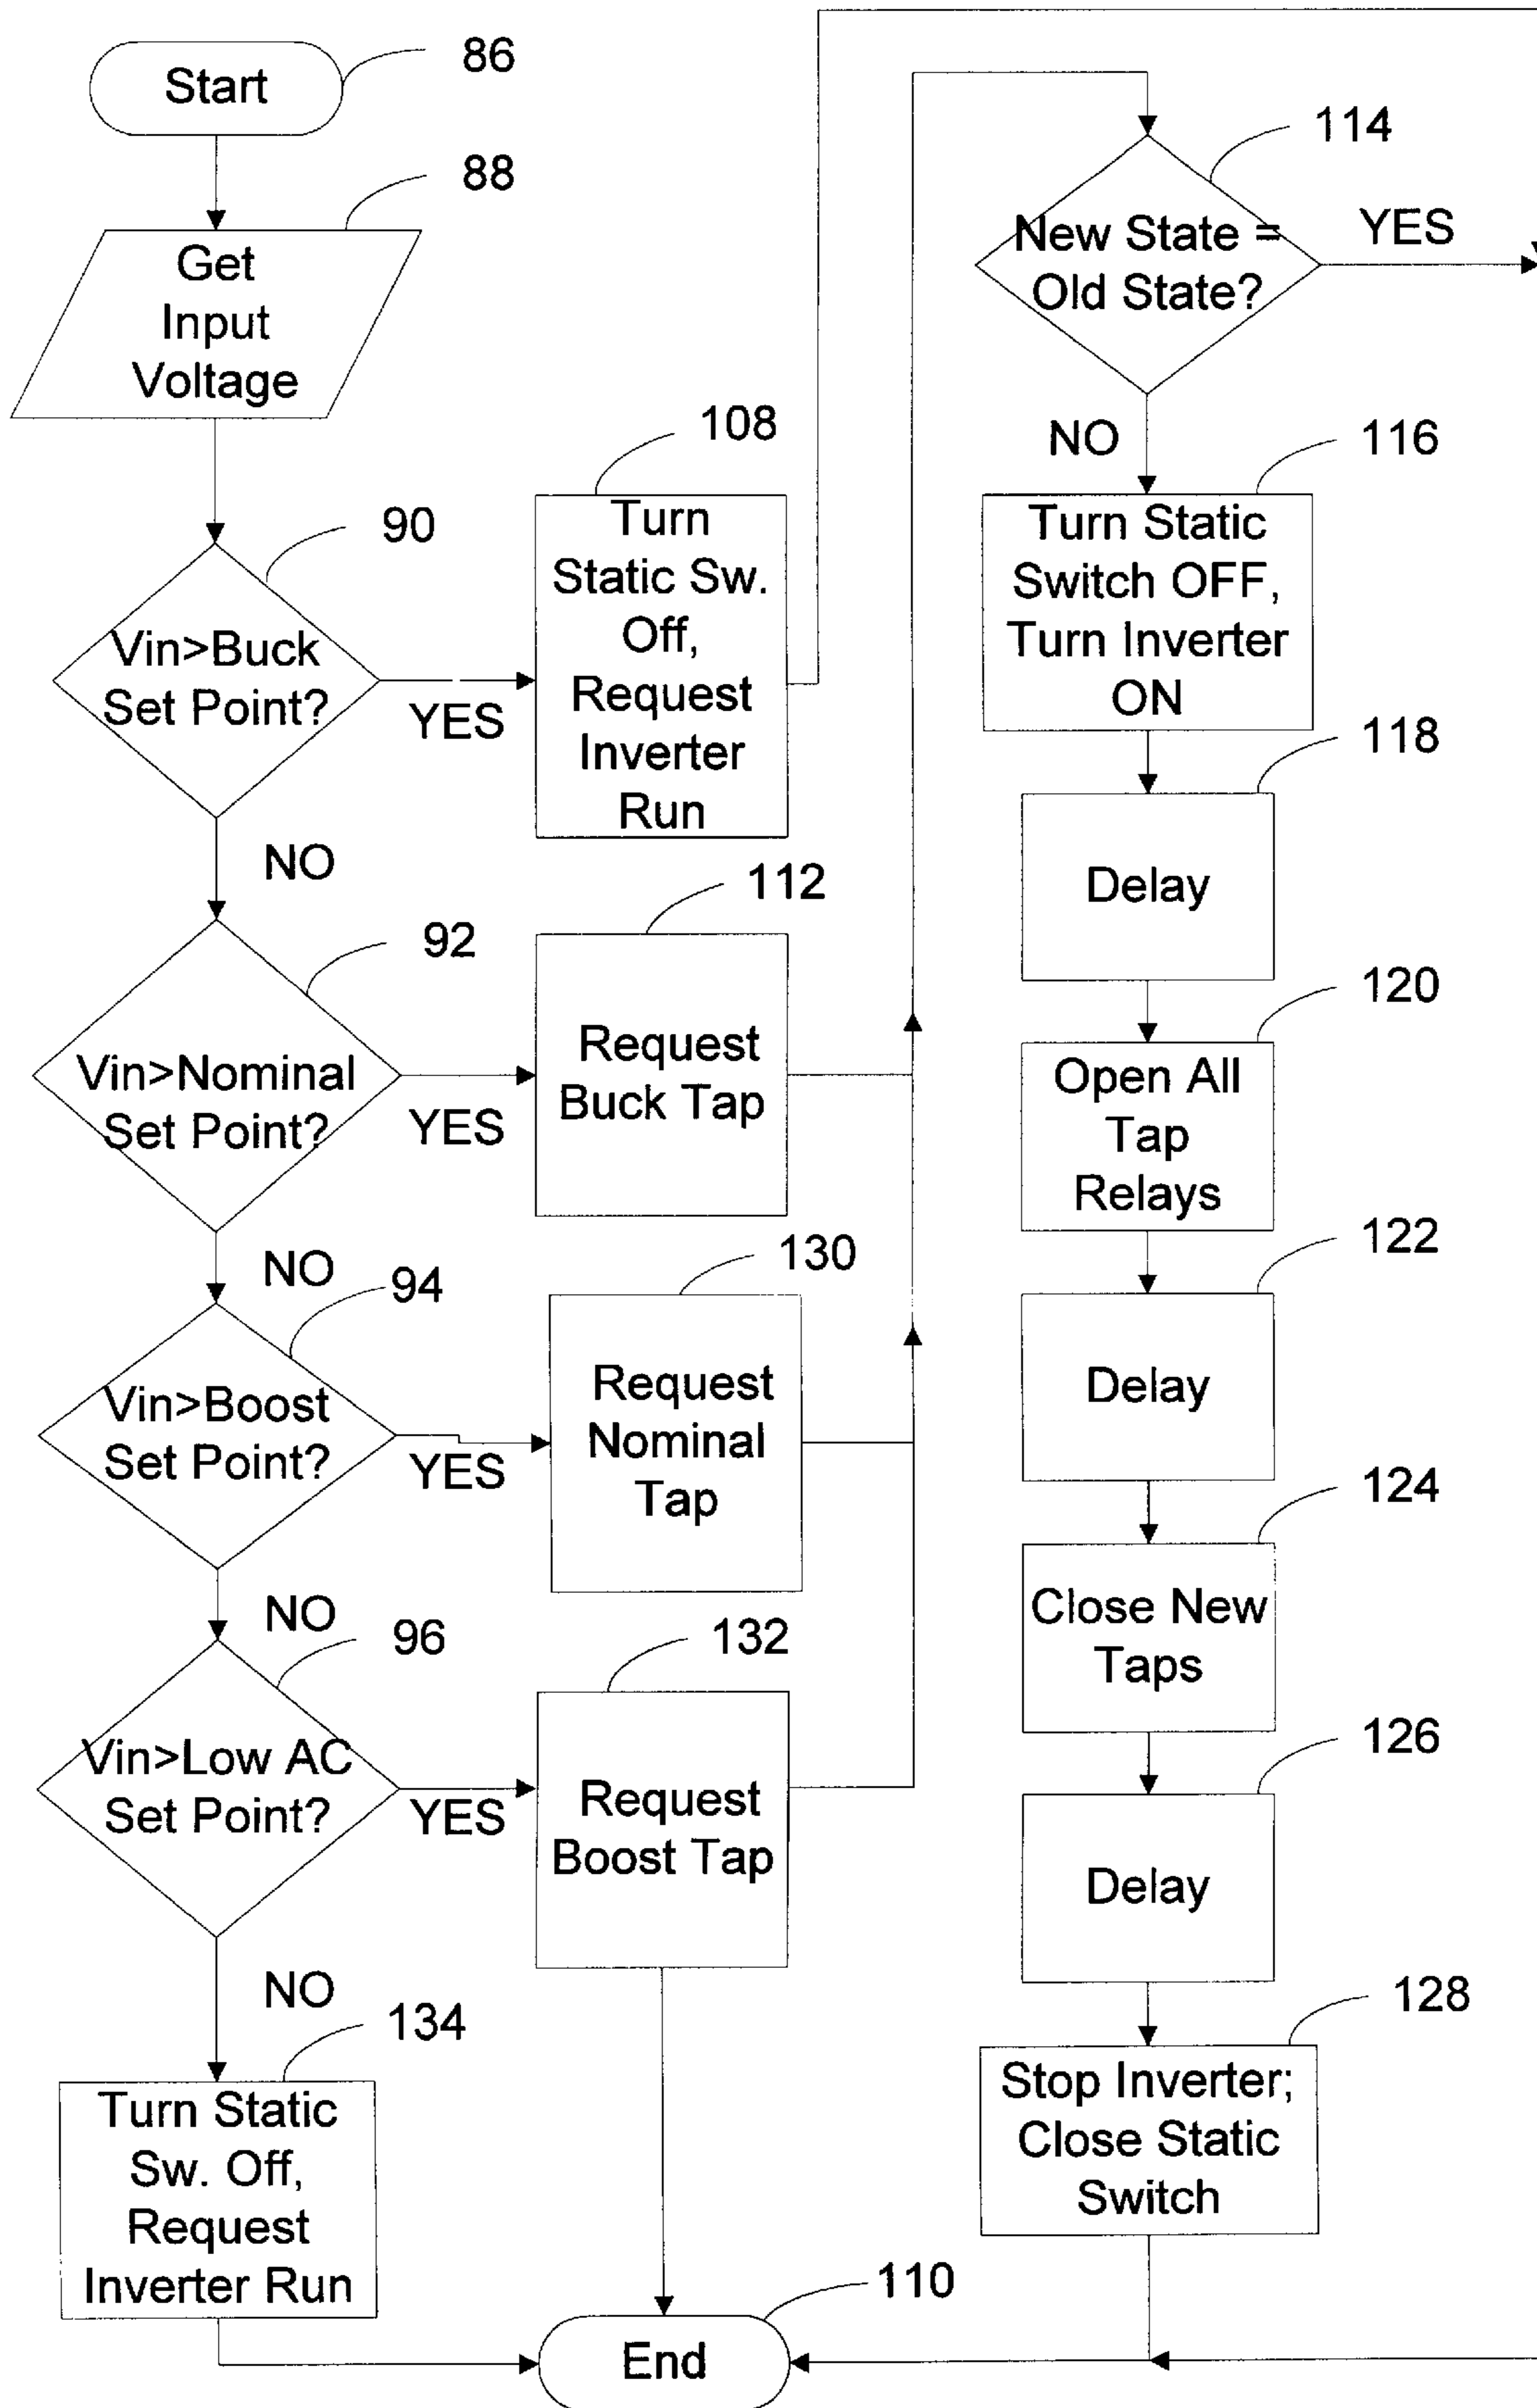 Start
86
88
Get
Input
Voltage
90
Vin>Buck
Set Point?
YES
NO
108
Turn
Static Sw.
Off,
Request
Inverter
Run
92
Vin>Nominal
Set Point?
YES
NO
112
Request
Buck Tap
94
Vin>Boost
Set Point?
YES
NO
130
Request
Nominal
Tap
96
Vin>Low AC
Set Point?
YES
NO
132
Request
Boost Tap
134
Turn Static
Sw. Off,
Request
Inverter Run
114
New State =
Old State?
YES
NO
116
Turn Static
Switch OFF,
Turn Inverter
ON
118
Delay
120
Open All
Tap
Relays
122
Delay
124
Close New
Taps
126
Delay
128
Stop Inverter;
Close Static
Switch
110
End